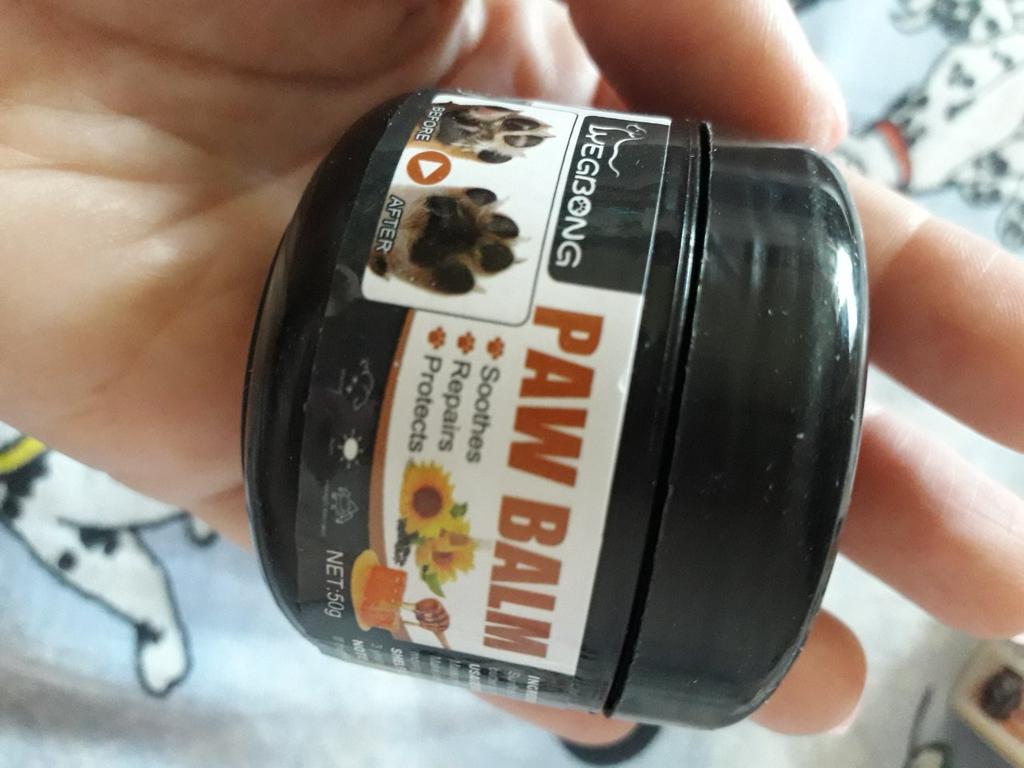 WEGBONG
PAW BALM
Soothes
Repairs
Protects
BEFORE
AFTER
NET:50g